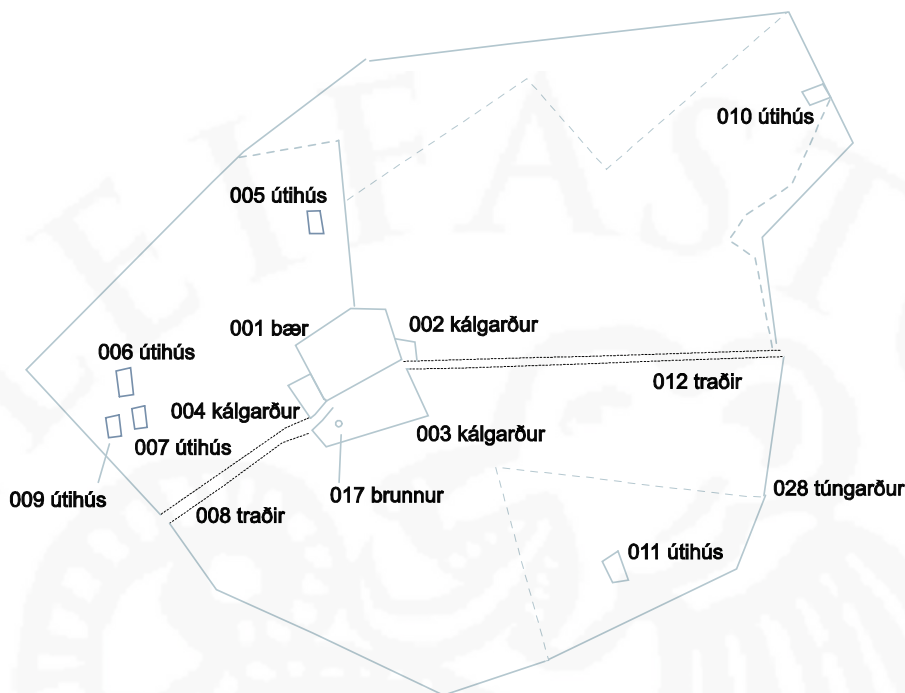 010 útihús
005 útihús
001 bær
002 kálgarður
006 útihús
012 traðir
004 kálgarður
003 kálgarður
007 útihús
009 útihús
017 brunnur
028 túngarður
008 traðir
011 útihús